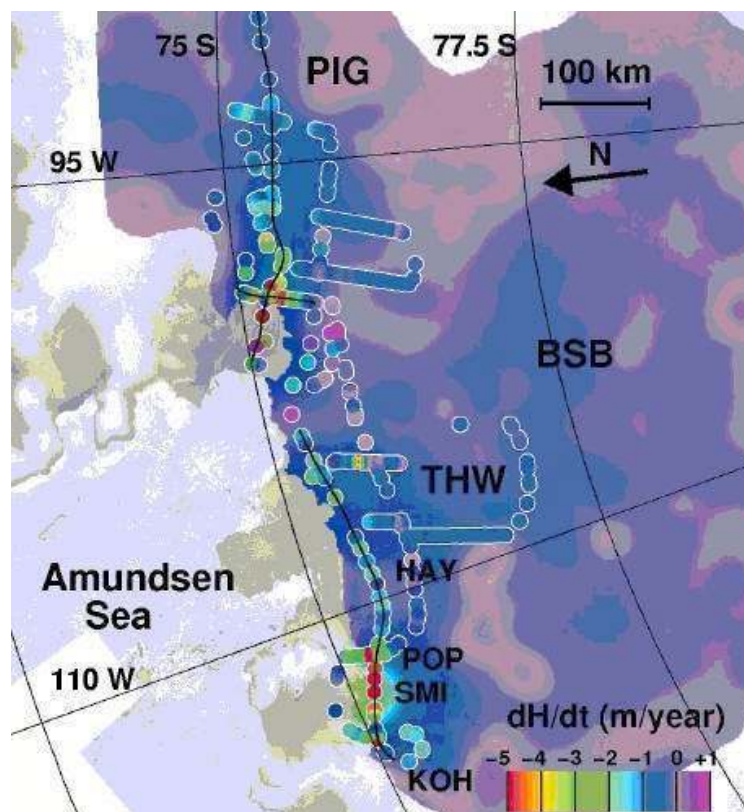 75 S
77.5 S
PIG
100 km
95 W
N
BSB
THW
Amundsen
Sea
HAY
110 W
POP
SMI
dH/dt (m/year)
−5 −4 −3 −2 −1 0 +1
KOH